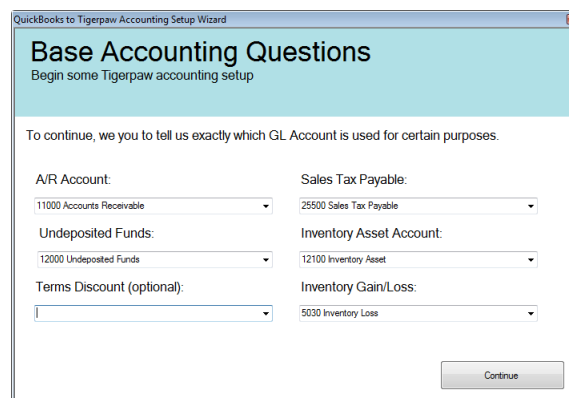 QuickBooks to Tigerpaw Accounting Setup Wizard
Base Accounting Questions
Begin some Tigerpaw accounting setup
To continue, we you to tell us exactly which GL Account is used for certain purposes.
A/R Account:
11000 Accounts Receivable
Sales Tax Payable:
25500 Sales Tax Payable
Undeposited Funds:
12000 Undeposited Funds
Inventory Asset Account:
12100 Inventory Asset
Terms Discount (optional):
Inventory Gain/Loss:
5030 Inventory Loss
Continue